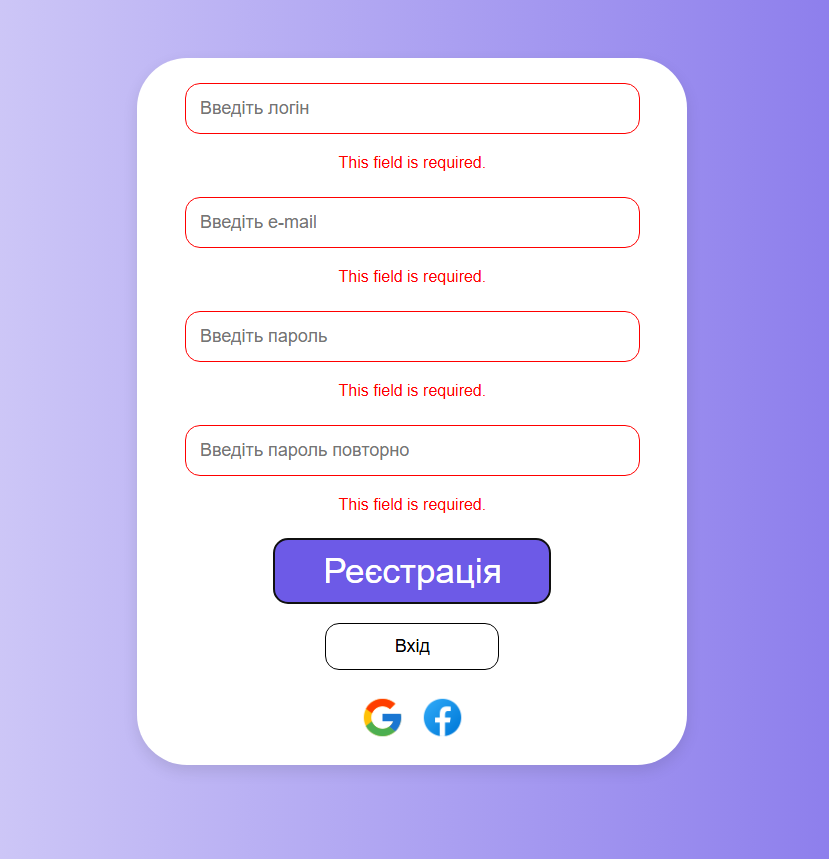 Введіть логін
This field is required.
Введіть e-mail
This field is required.
Введіть пароль
This field is required.
Введіть пароль повторно
This field is required.
Реєстрація
Вхід